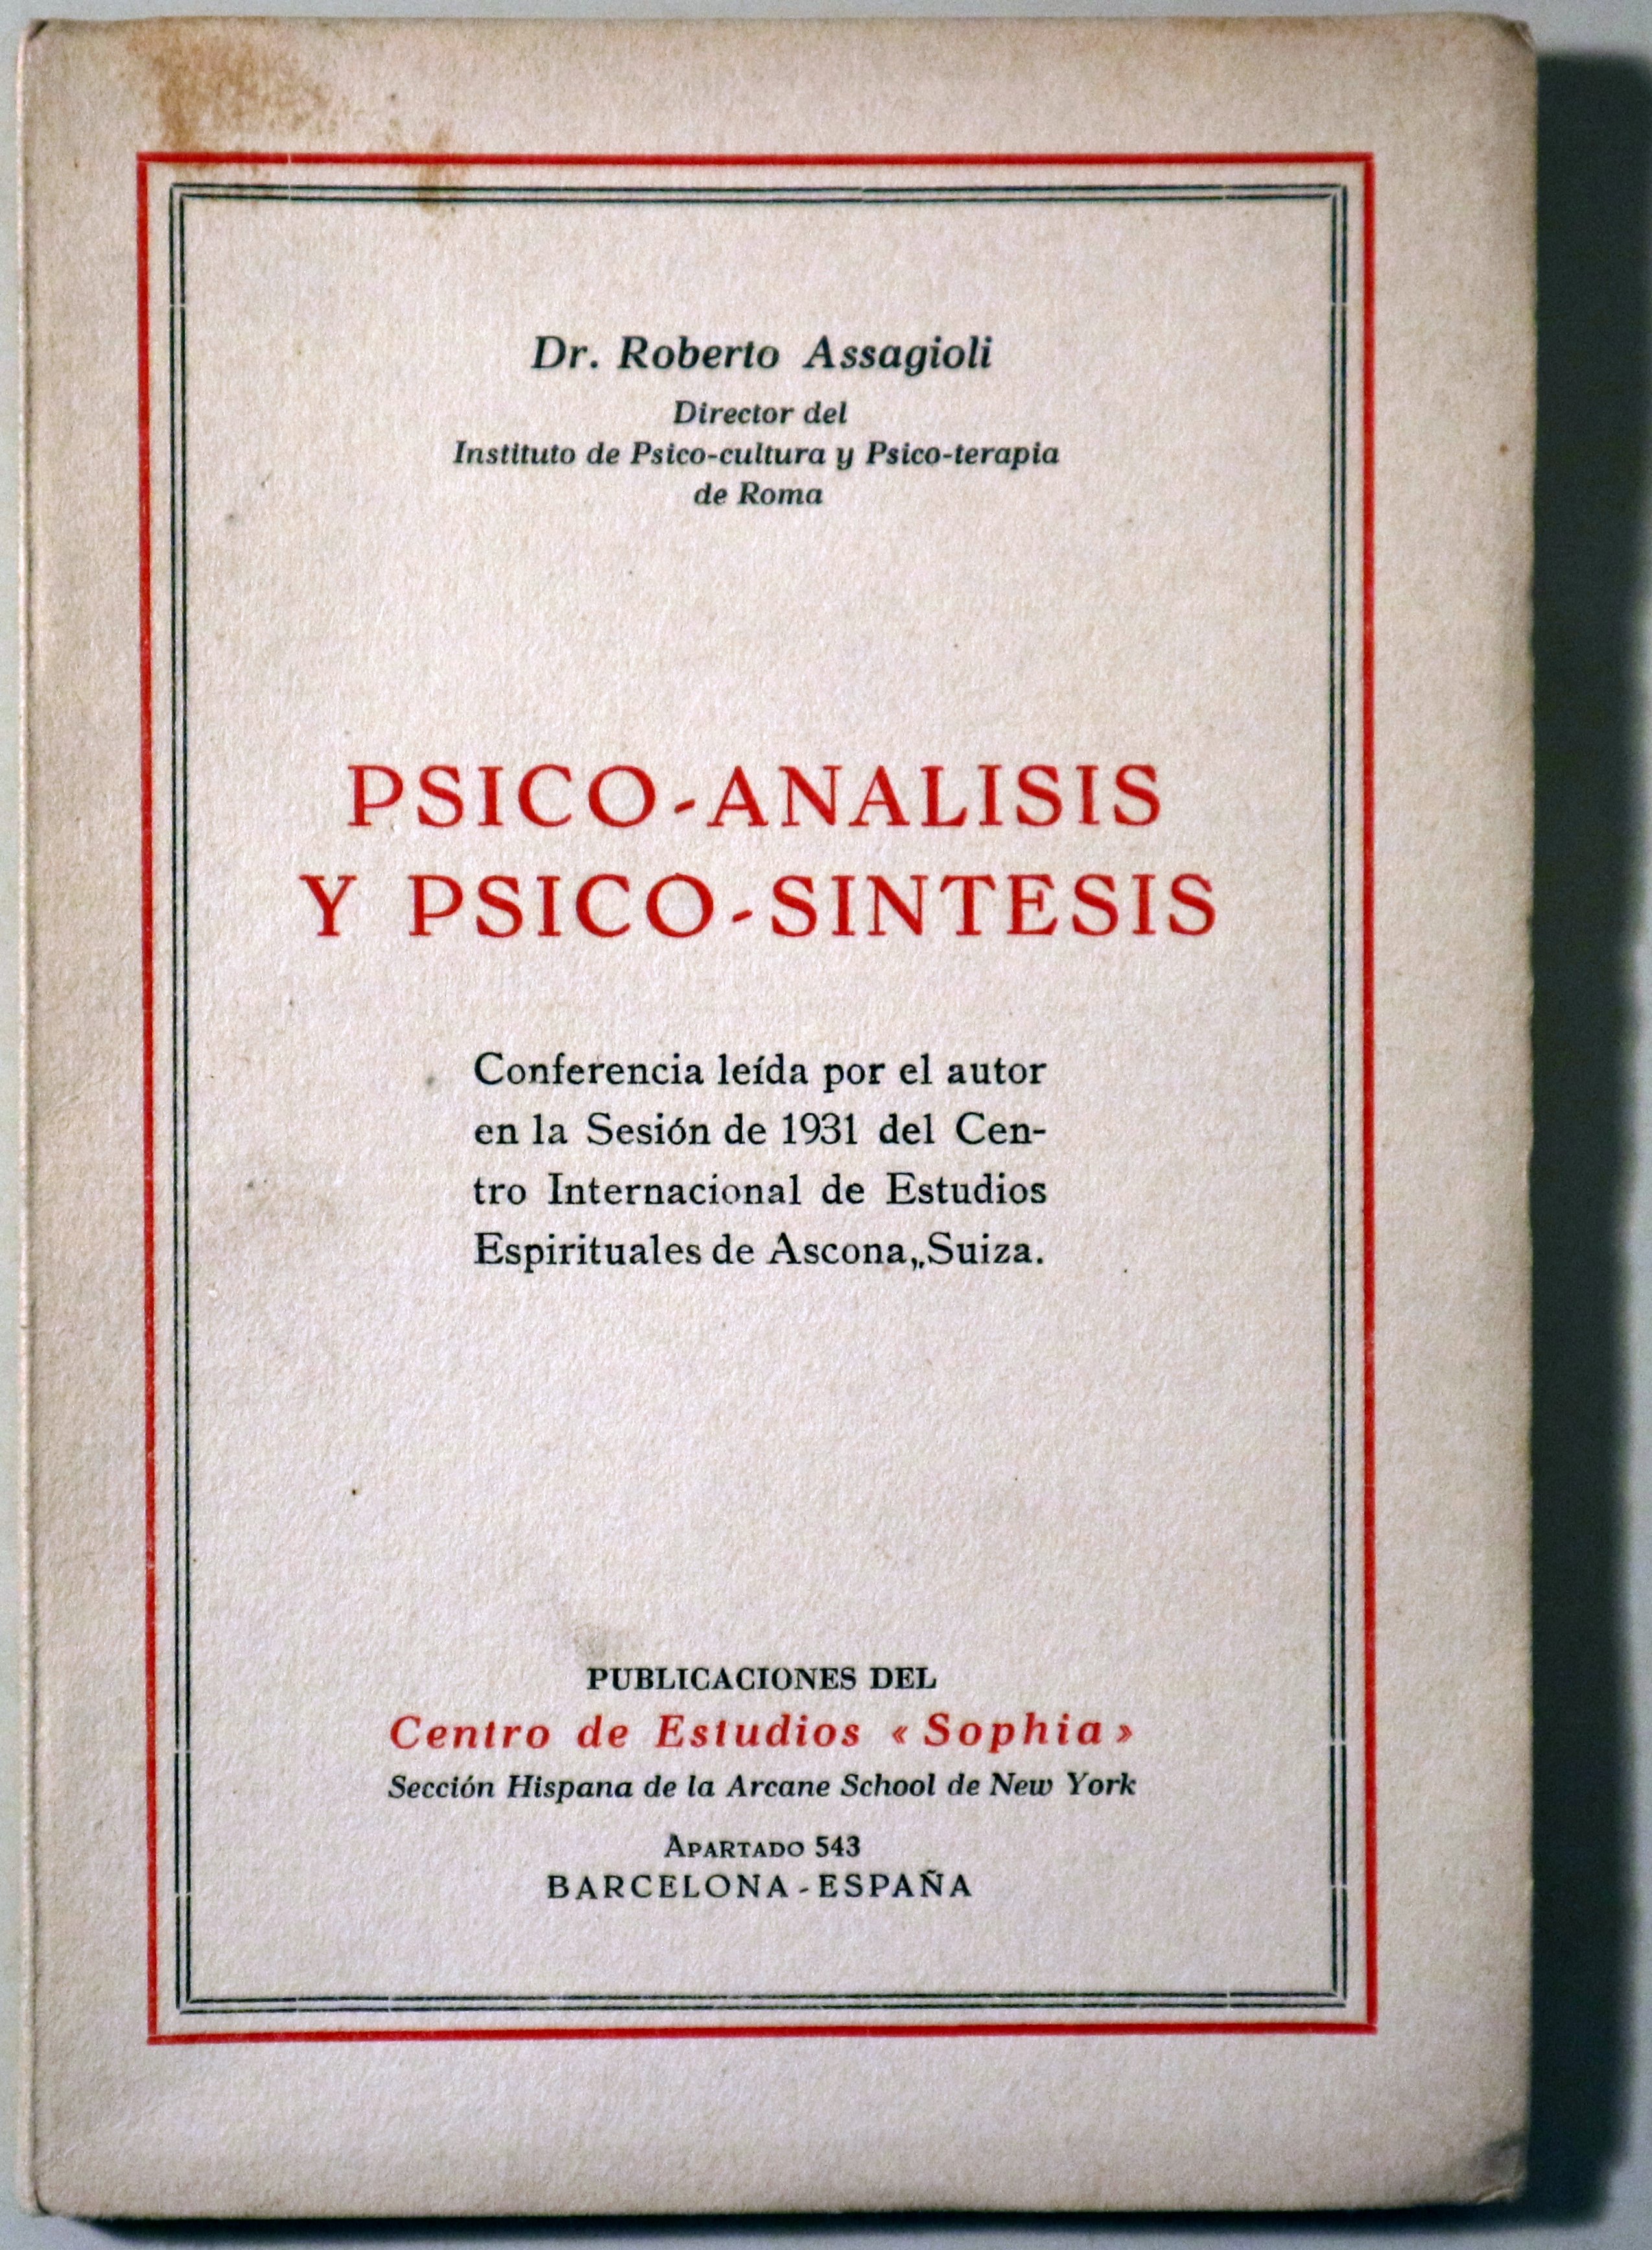 Dr. Roberto Assagioli
Director del
Instituto de Psico-cultura y Psico-terapia
de Roma
PSICO-ANALISIS
Y PSICO-SINTESIS
Conferencia leída por el autor
en la Sesión de 1931 del Cen-
tro Internacional de Estudios
Espirituales de Ascona,,Suiza.
PUBLICACIONES DEL
Centro de Estudios «Sophia»
Sección Hispana de la Arcane School de New York
APARTADO 543
BARCELONA-ESPAÑA